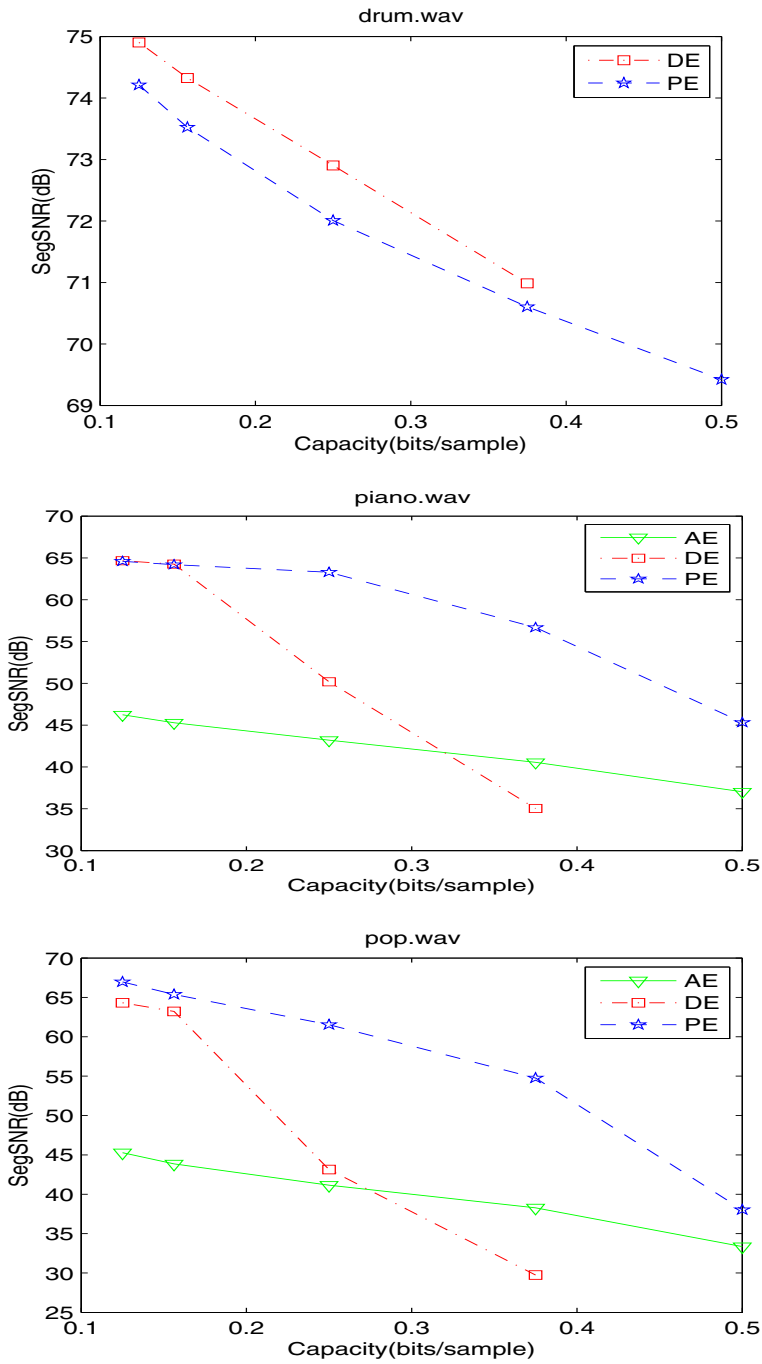 drum.wav
75
74
73
72
71
70
69
SegSNR(dB)
DE
PE
0.1
0.2
0.3
0.4
0.5
Capacity(bits/sample)
piano.wav
70
65
60
55
50
45
40
35
30
SegSNR(dB)
AE
DE
PE
0.1
0.2
0.3
0.4
0.5
Capacity(bits/sample)
pop.wav
70
65
60
55
50
45
40
35
30
25
SegSNR(dB)
AE
DE
PE
0.1
0.2
0.3
0.4
0.5
Capacity(bits/sample)